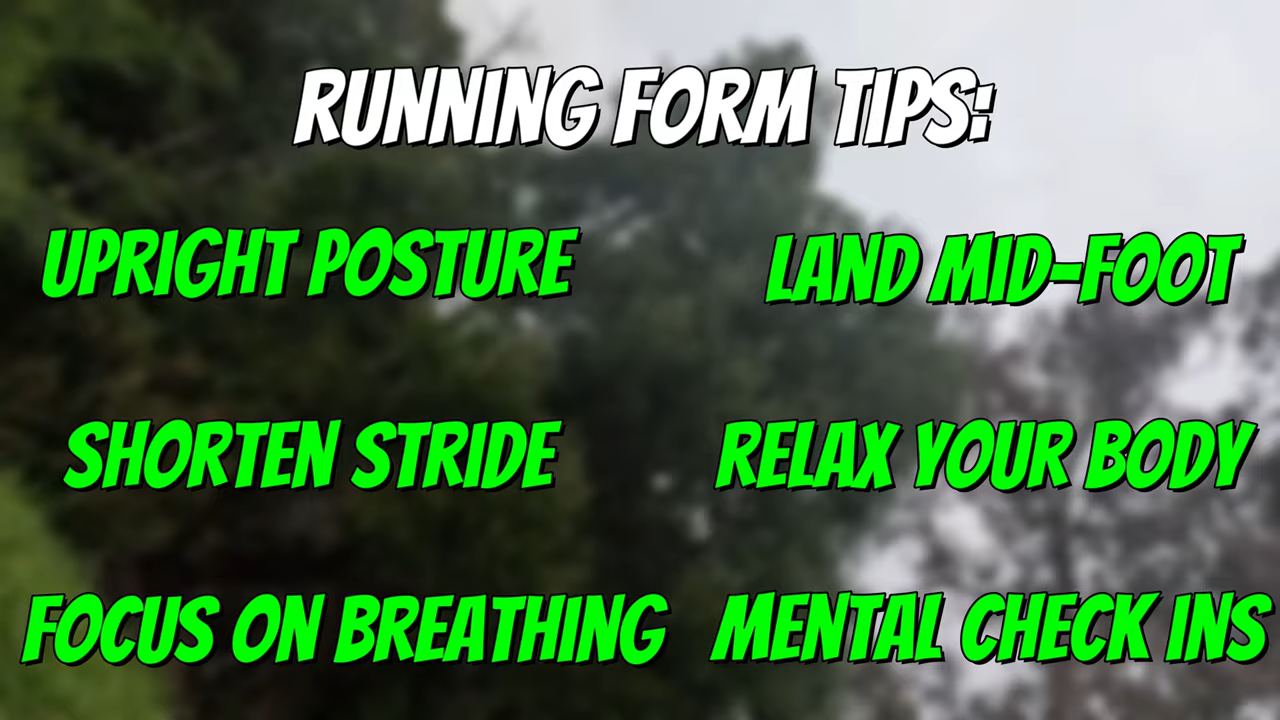 RUNNING FORM TIPS:
UPRIGHT POSTURE
LAND MID-FOOT
SHORTEN STRIDE
RELAX YOUR BODY
FOCUS ON BREATHING
MENTAL CHECK INS